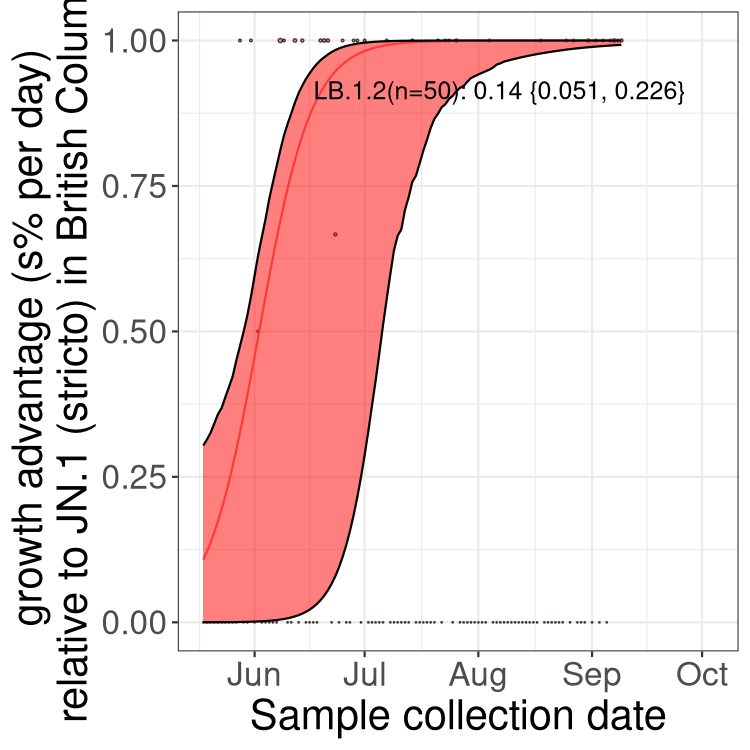 growth advantage (s% per day)
relative to JN.1 (stricto) in British Colum
1.00
0.75
0.50
0.25
0.00
LB.1.2(n=50): 0.14 {0.051, 0.226}
Jun Jul Aug Sep Oct
Sample collection date